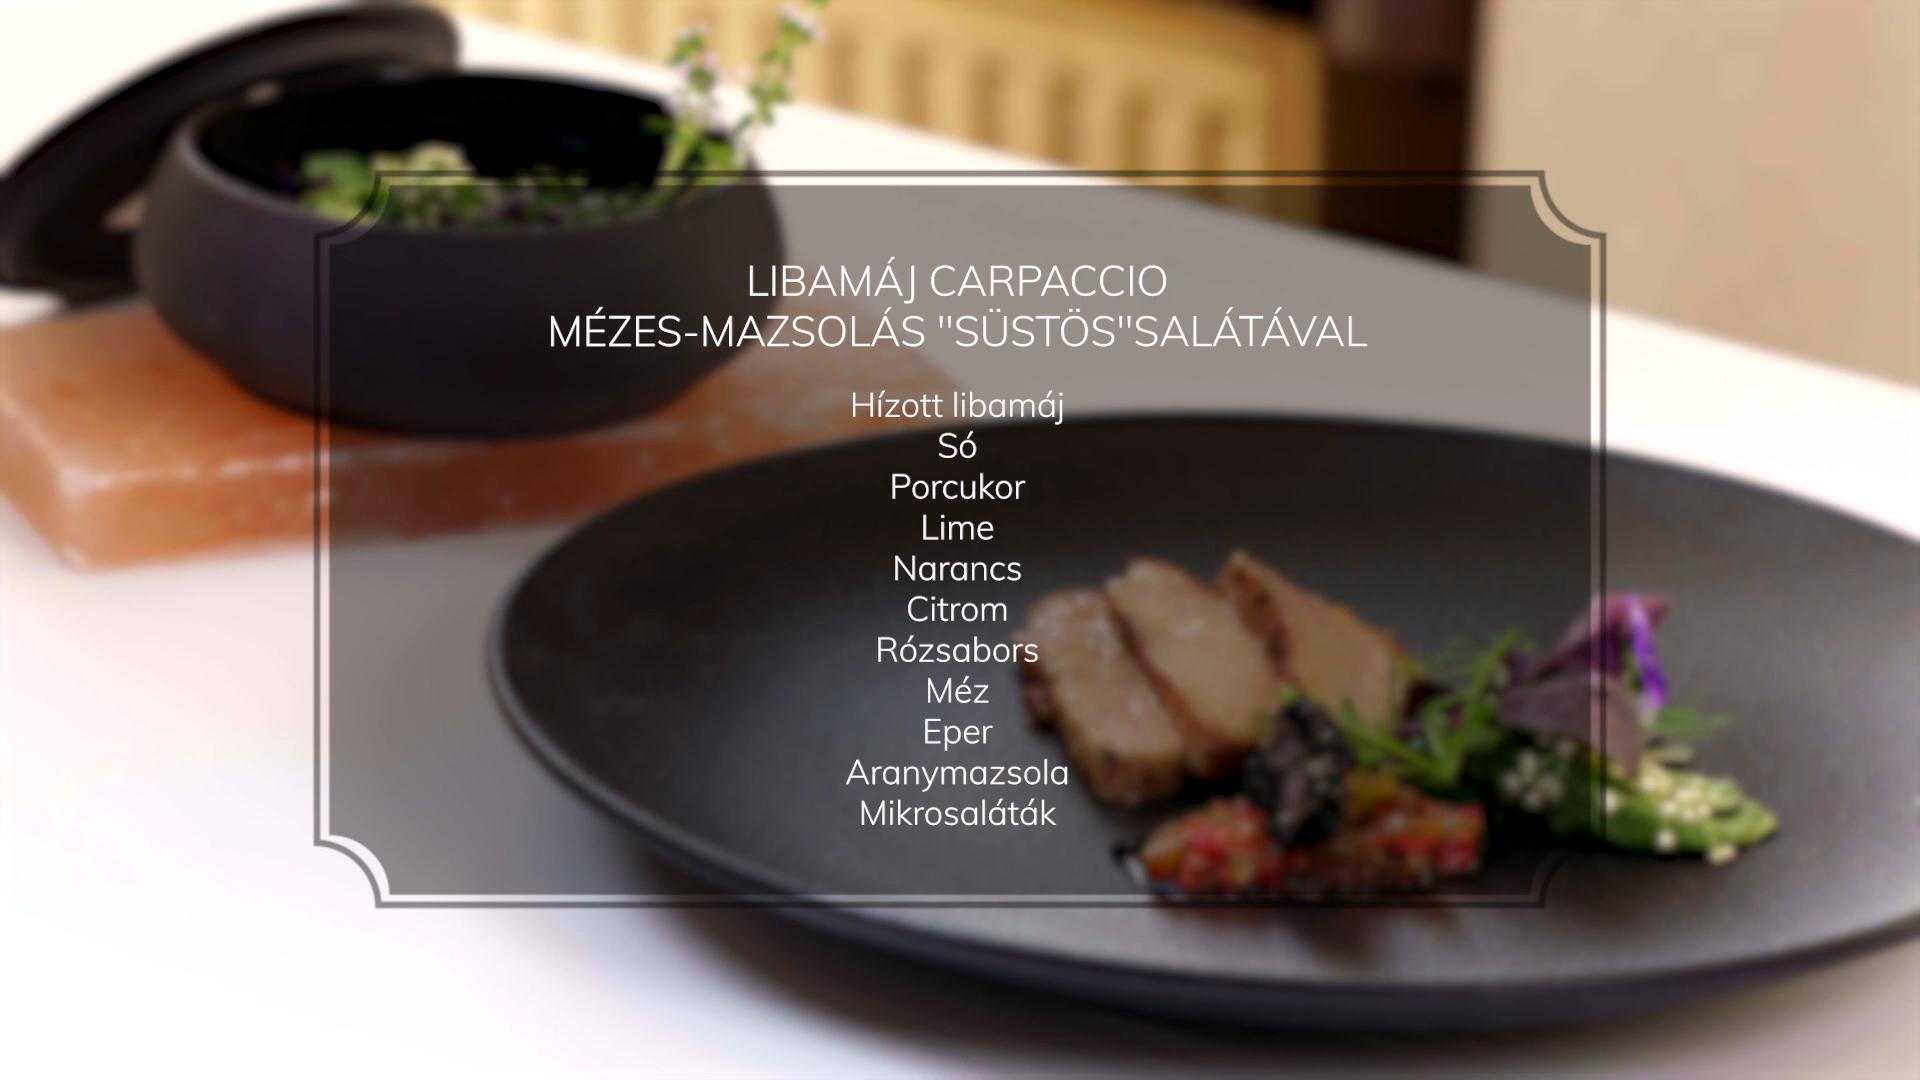 LIBAMÁJ CARPACCIO
MÉZES-MAZSOLÁS "SÜSTÖS"SALÁTÁVAL
Hízott libamáj
Só
Porcukor
Lime
Narancs
Citrom
Rózsabors
Méz
Eper
Aranymazsola
Mikrosaláták